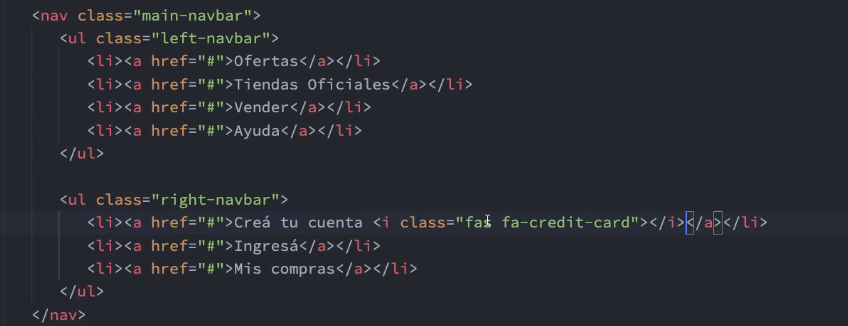 <nav class="main-navbar">
<ul class="left-navbar">
<li><a href="#">Ofertas</a></li>
<li><a href="#">Tiendas Oficiales</a></li>
<li><a href="#">Vender</a></li>
<li><a href="#">Ayuda</a></li>
</ul>
<ul class="right-navbar">
<li><a href="#">Creá tu cuenta <i class="fas fa-credit-card"></i></a></li>
<li><a href="#">Ingresá</a></li>
<li><a href="#">Mis compras</a></li>
</ul>
</nav>